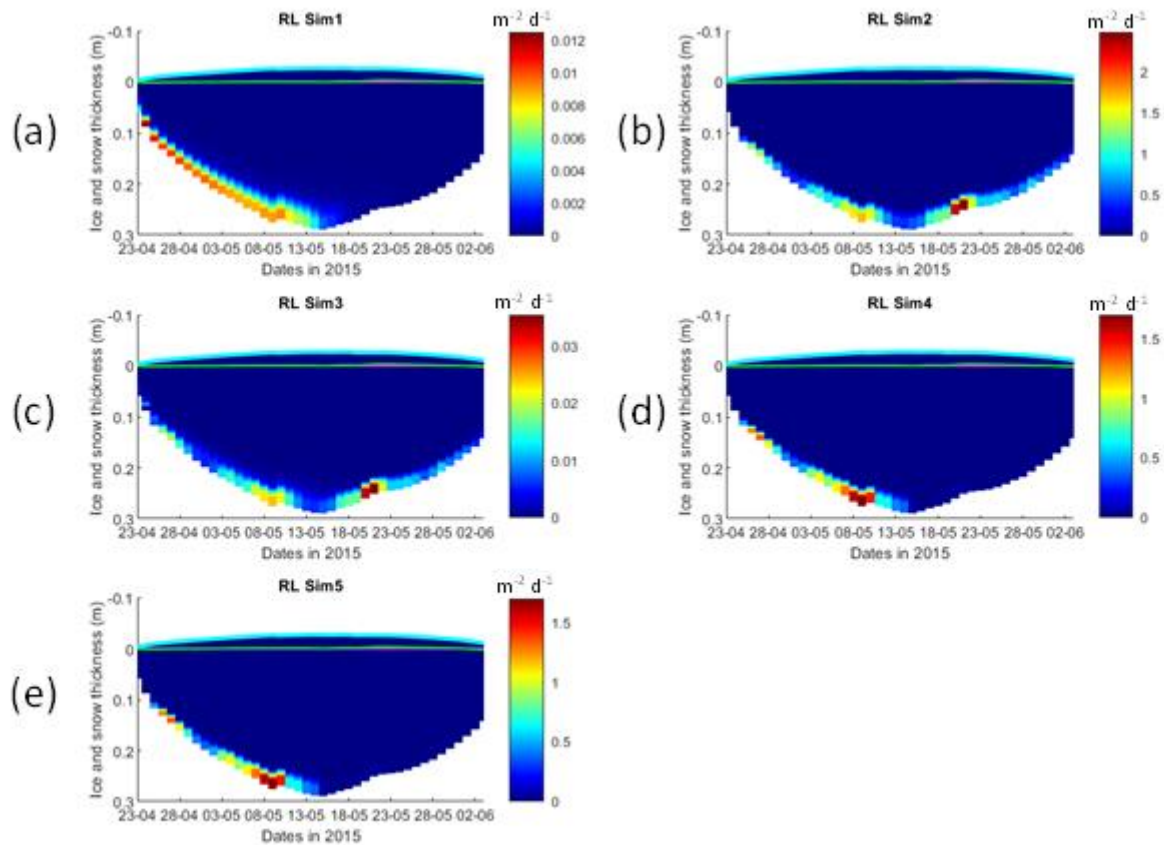 RL Sim1
m⁻² d⁻¹
(a)
Ice and snow thickness (m)
-0.1
0
0.1
0.2
0.3
23-04 28-04 03-05 08-05 13-05 18-05 23-05 28-05 02-06
Dates in 2015
0.012
0.01
0.008
0.006
0.004
0.002
0
RL Sim2
m⁻² d⁻¹
(b)
Ice and snow thickness (m)
-0.1
0
0.1
0.2
0.3
23-04 28-04 03-05 08-05 13-05 18-05 23-05 28-05 02-06
Dates in 2015
2
1.5
1
0.5
0
RL Sim3
m⁻² d⁻¹
(c)
Ice and snow thickness (m)
-0.1
0
0.1
0.2
0.3
23-04 28-04 03-05 08-05 13-05 18-05 23-05 28-05 02-06
Dates in 2015
0.03
0.02
0.01
0
RL Sim4
m⁻² d⁻¹
(d)
Ice and snow thickness (m)
-0.1
0
0.1
0.2
0.3
23-04 28-04 03-05 08-05 13-05 18-05 23-05 28-05 02-06
Dates in 2015
1.5
1
0.5
0
RL Sim5
m⁻² d⁻¹
(e)
Ice and snow thickness (m)
-0.1
0
0.1
0.2
0.3
23-04 28-04 03-05 08-05 13-05 18-05 23-05 28-05 02-06
Dates in 2015
1.5
1
0.5
0